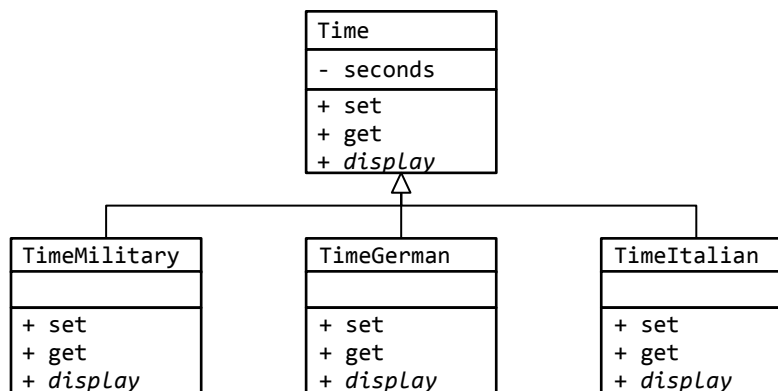 Time
- seconds
+ set
+ get
+ display
TimeMilitary
+ set
+ get
+ display
TimeGerman
+ set
+ get
+ display
TimeItalian
+ set
+ get
+ display